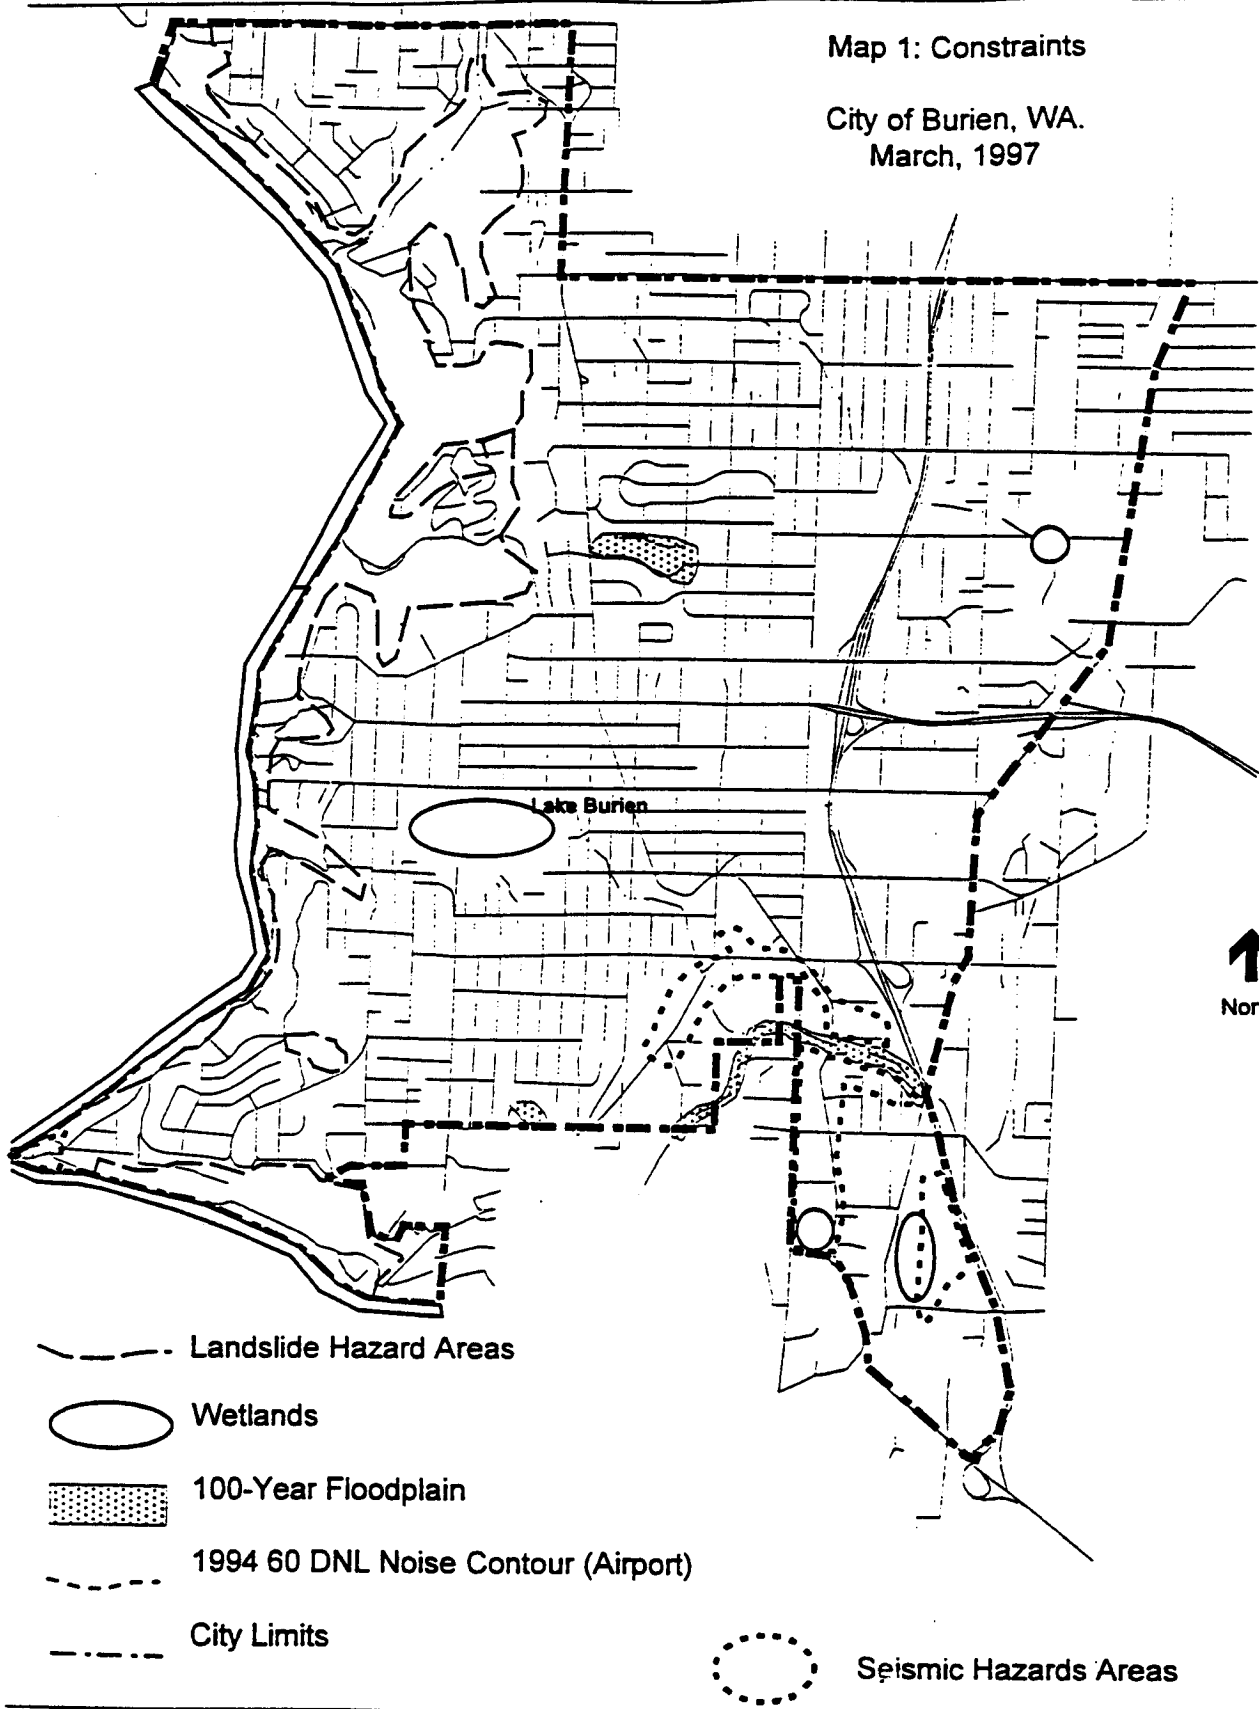 Map 1: Constraints
City of Burien, WA.
March, 1997
Lake Burien
Nor
Landslide Hazard Areas
Wetlands
100-Year Floodplain
1994 60 DNL Noise Contour (Airport)
City Limits
Seismic Hazards Areas